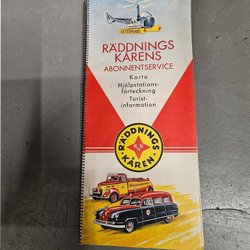 RÄDDNINGS
KÅRENS
ABONNENTSERVICE
Karta
Hjälpstations-
förteckning
Turist-
information
RÄDDNINGS
KÅREN